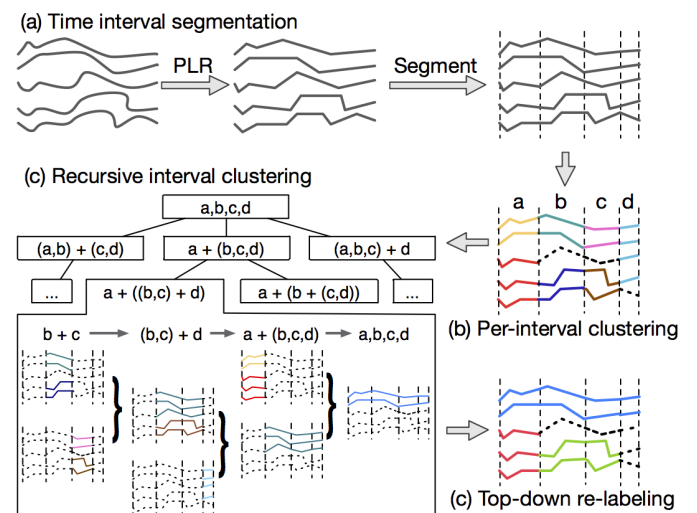 (a) Time interval segmentation
PLR
Segment
(c) Recursive interval clustering
a,b,c,d
(a,b) + (c,d)
a + (b,c,d)
(a,b,c) + d
...
a + ((b,c) + d)
a + (b + (c,d))
...
b + c
(b,c) + d
a + (b,c,d)
a,b,c,d
}
}
}
a b c d
(b) Per-interval clustering
(c) Top-down re-labeling